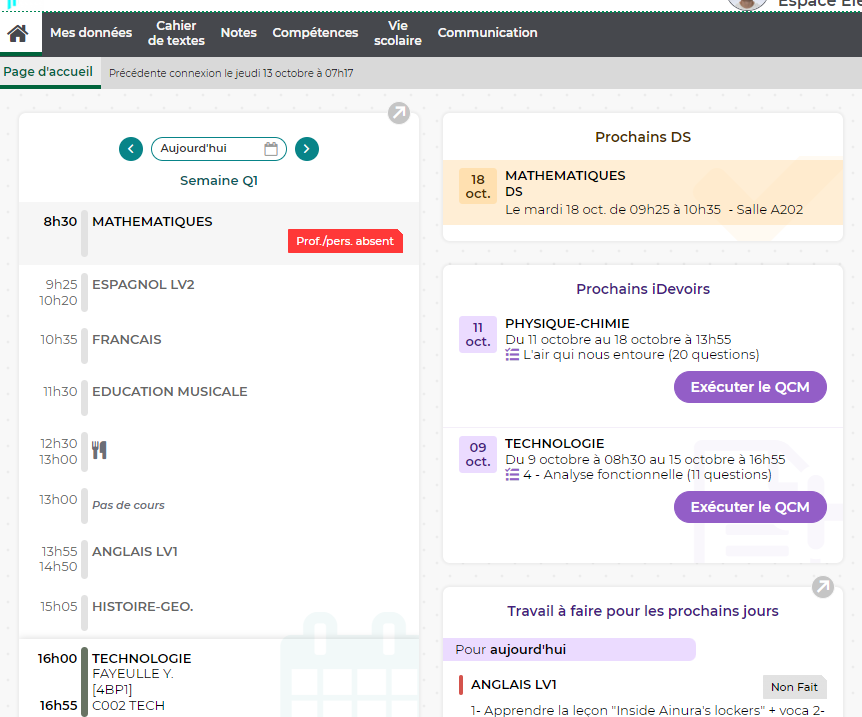 Espace Elè
Mes données
Cahier
de textes
Notes
Compétences
Vie
scolaire
Communication
Page d'accueil
Précédente connexion le jeudi 13 octobre à 07h17
Aujourd'hui
Semaine Q1
8h30 MATHEMATIQUES
Prof./pers. absent
9h25 ESPAGNOL LV2
10h20
10h35 FRANCAIS
11h30 EDUCATION MUSICALE
12h30
13h00
13h00 Pas de cours
13h55 ANGLAIS LV1
14h50
15h05 HISTOIRE-GEO.
16h00 TECHNOLOGIE
FAYEULLE Y.
[4BP1]
16h55 C002 TECH
Prochains DS
18
oct.
MATHEMATIQUES
DS
Le mardi 18 oct. de 09h25 à 10h35 - Salle A202
Prochains iDevoirs
11
oct.
PHYSIQUE-CHIMIE
Du 11 octobre au 18 octobre à 13h55
L'air qui nous entoure (20 questions)
Exécuter le QCM
09
oct.
TECHNOLOGIE
Du 9 octobre à 08h30 au 15 octobre à 16h55
4 - Analyse fonctionnelle (11 questions)
Exécuter le QCM
Travail à faire pour les prochains jours
Pour aujourd'hui
ANGLAIS LV1
Non Fait
1- Apprendre la leçon "Inside Ainura's lockers" + voca 2-